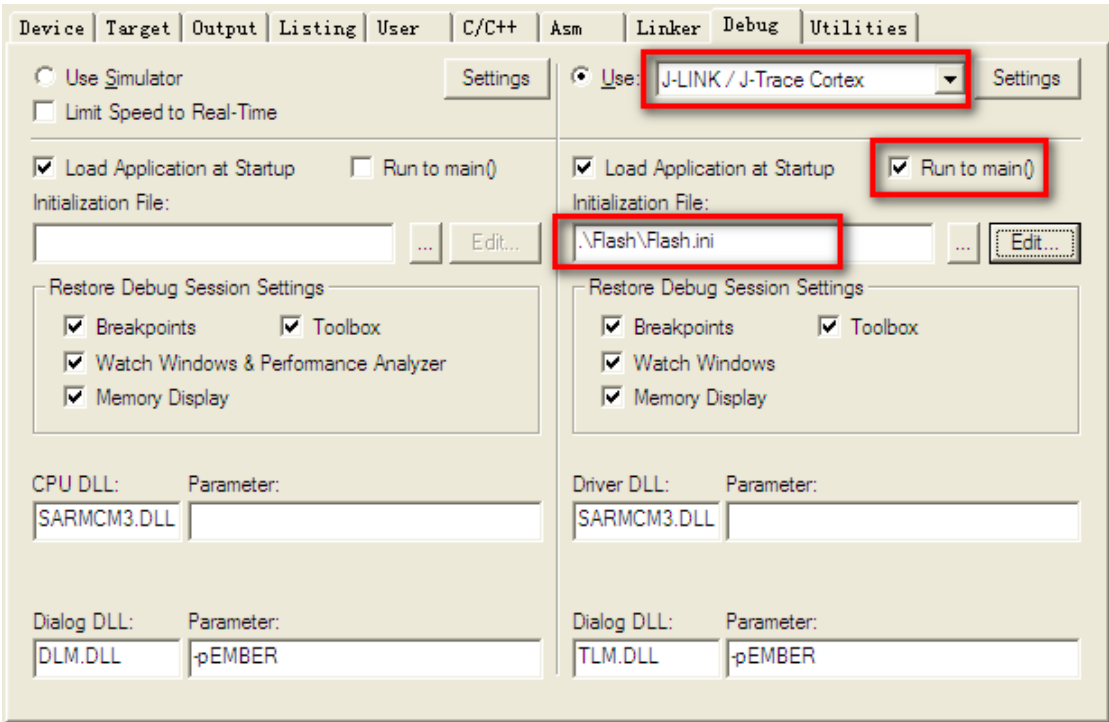 Device Target Output Listing User C/C++ Asm Linker Debug Utilities
Use Simulator
Settings
Limit Speed to Real-Time
Load Application at Startup
Run to main()
Initialization File:
... Edit...
Restore Debug Session Settings
Breakpoints
Toolbox
Watch Windows & Performance Analyzer
Memory Display
CPU DLL: Parameter:
SARMCM3.DLL
Dialog DLL: Parameter:
DLM.DLL -pEMBER
Use: J-LINK / J-Trace Cortex
Settings
Load Application at Startup
Run to main()
Initialization File:
.\Flash\Flash.ini ... Edit...
Restore Debug Session Settings
Breakpoints
Toolbox
Watch Windows
Memory Display
Driver DLL: Parameter:
SARMCM3.DLL
Dialog DLL: Parameter:
TLM.DLL -pEMBER